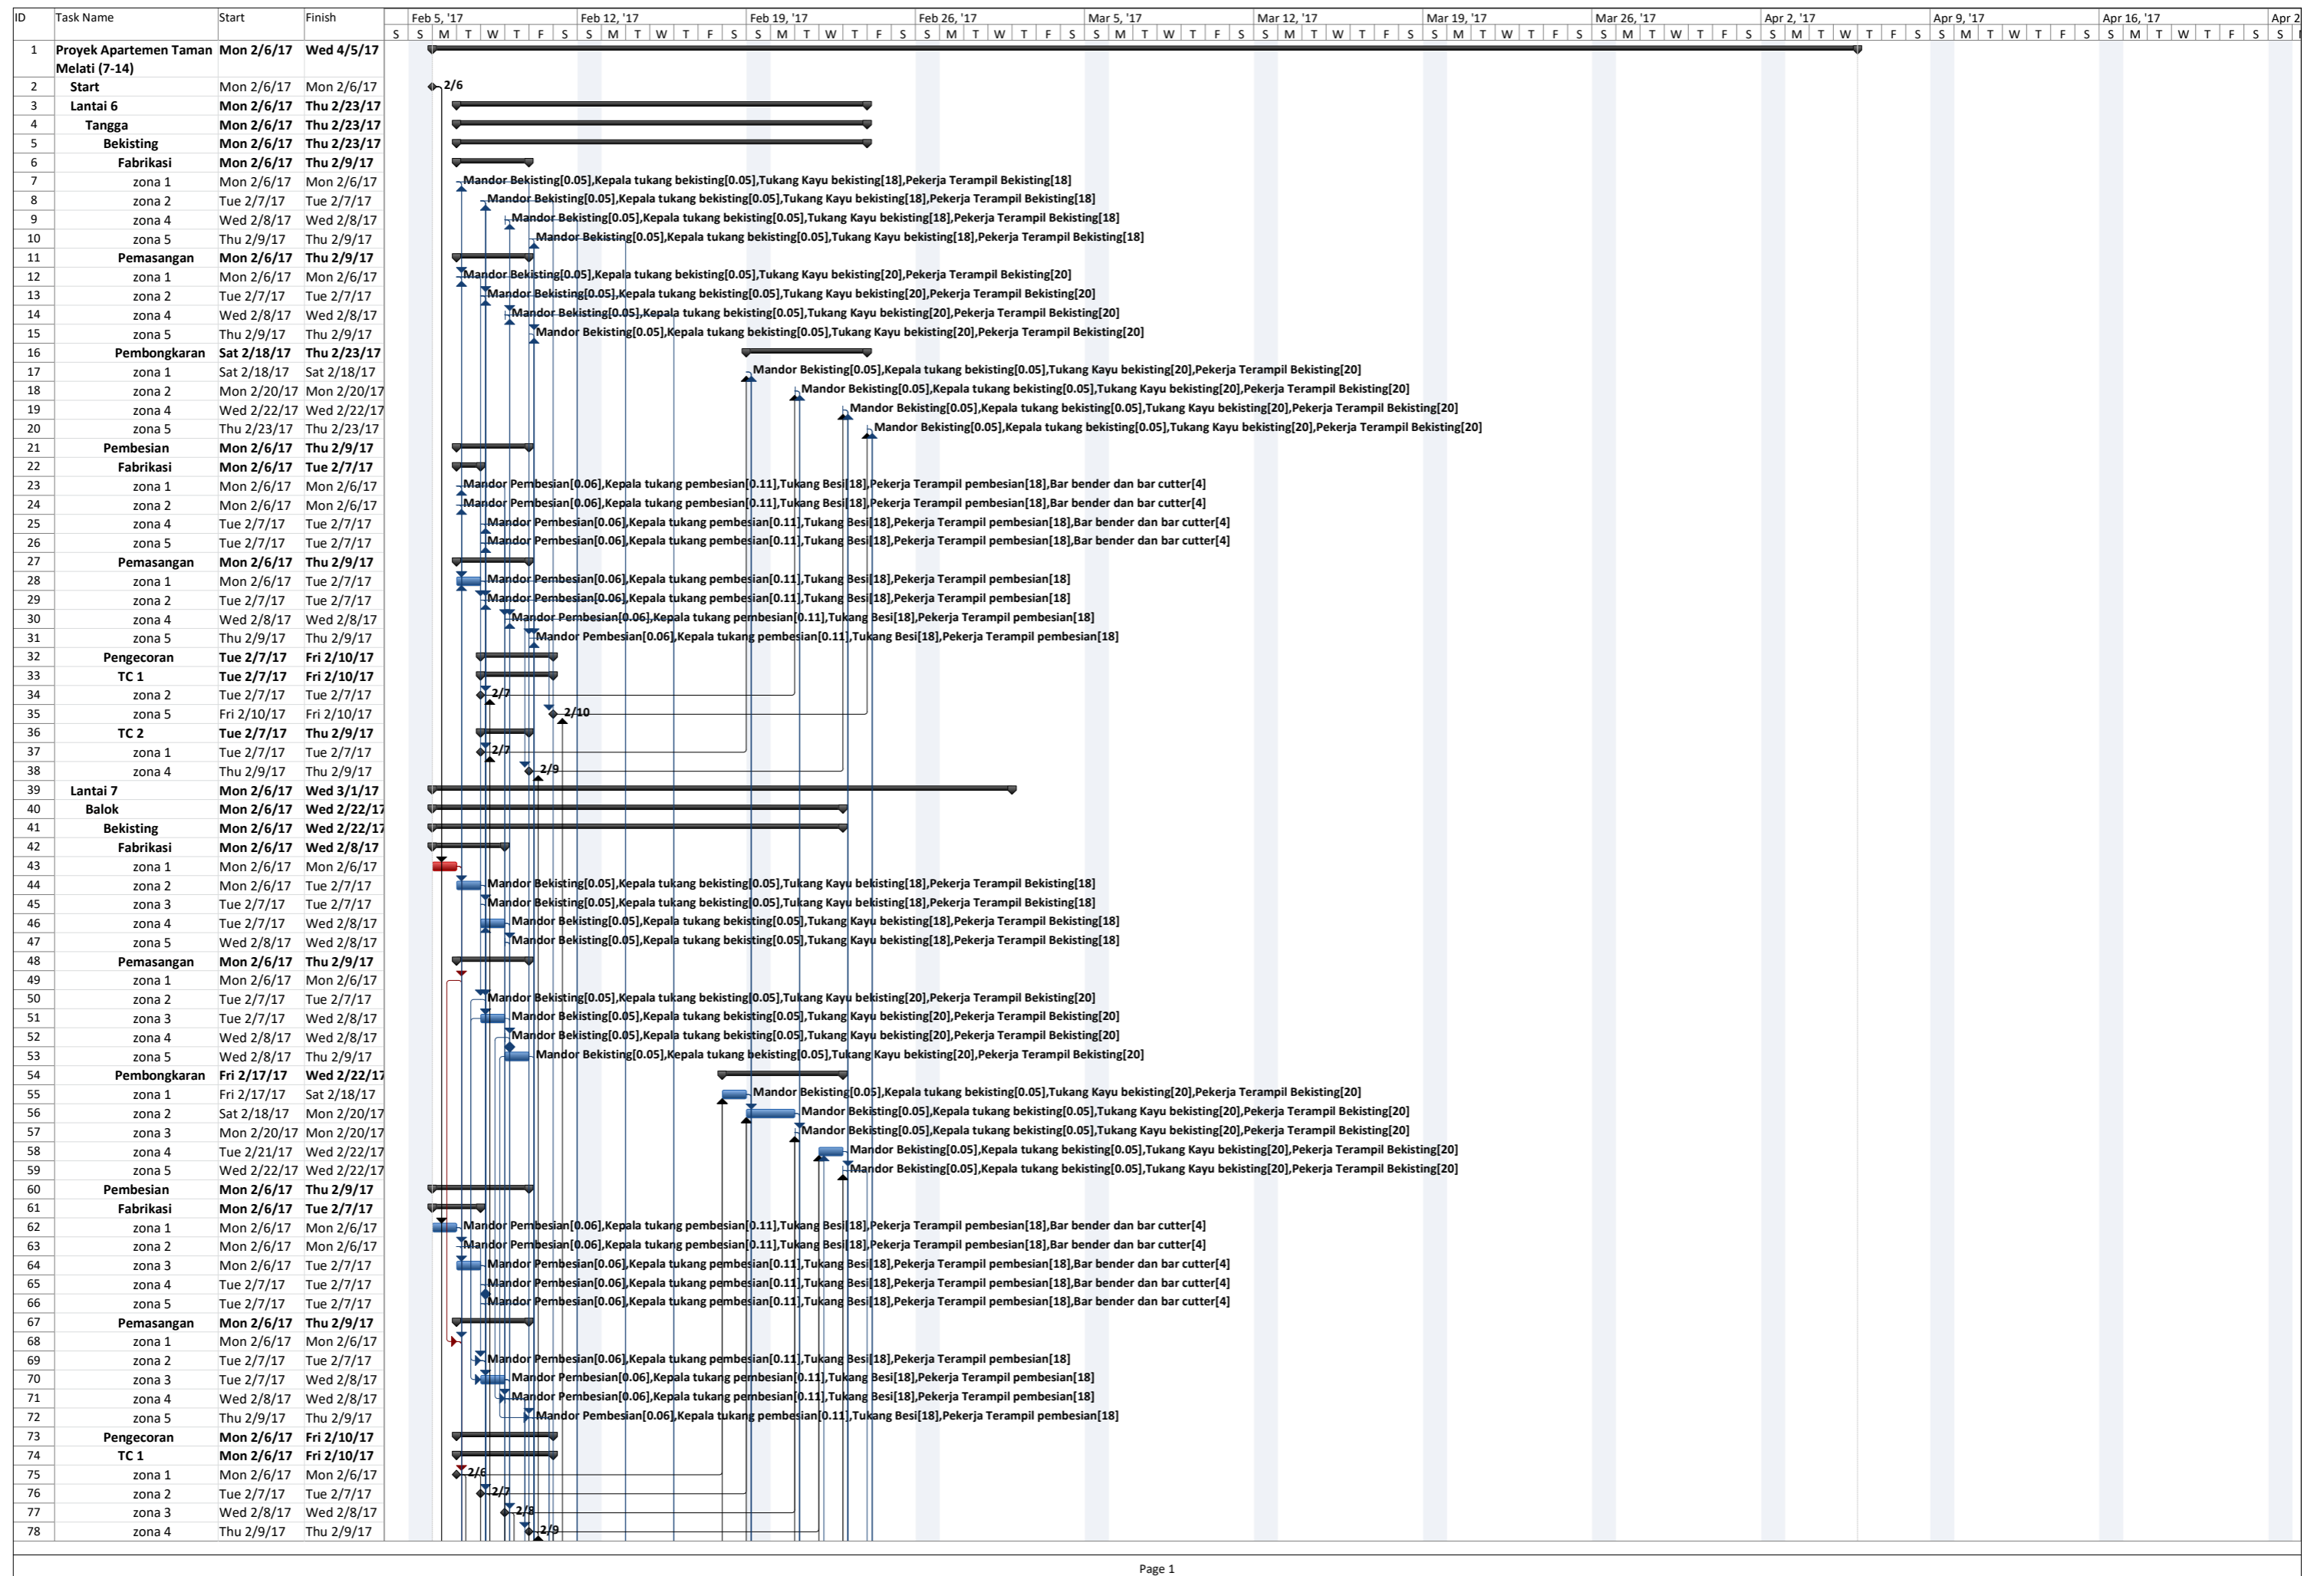 ID Task Name Start Finish Feb 5, '17 Feb 12, '17 Feb 19, '17 Feb 26, '17 Mar 5, '17 Mar 12, '17 Mar 19, '17 Mar 26, '17 Apr 2, '17 Apr 9, '17 Apr 16, '17 Apr 2
S S M T W T F S S M T W T F S S M T W T F S S M T W T F S S M T W T F S S M T W T F S S M T W T F S S M T W T F S S M T W T F S S M T W T F S S M T W T F S S
1 Proyek Apartemen Taman Mon 2/6/17 Wed 4/5/17
Melati (7-14)
2 Start Mon 2/6/17 Mon 2/6/17 2/6
3 Lantai 6 Mon 2/6/17 Thu 2/23/17
4 Tangga Mon 2/6/17 Thu 2/23/17
5 Bekisting Mon 2/6/17 Thu 2/23/17
6 Fabrikasi Mon 2/6/17 Thu 2/9/17
7 zona 1 Mon 2/6/17 Mon 2/6/17 Mandor Bekisting[0.05],Kepala tukang bekisting[0.05],Tukang Kayu bekisting[18],Pekerja Terampil Bekisting[18]
8 zona 2 Tue 2/7/17 Tue 2/7/17 Mandor Bekisting[0.05],Kepala tukang bekisting[0.05],Tukang Kayu bekisting[18],Pekerja Terampil Bekisting[18]
9 zona 4 Wed 2/8/17 Wed 2/8/17 Mandor Bekisting[0.05],Kepala tukang bekisting[0.05],Tukang Kayu bekisting[18],Pekerja Terampil Bekisting[18]
10 zona 5 Thu 2/9/17 Thu 2/9/17 Mandor Bekisting[0.05],Kepala tukang bekisting[0.05],Tukang Kayu bekisting[18],Pekerja Terampil Bekisting[18]
11 Pemasangan Mon 2/6/17 Thu 2/9/17
12 zona 1 Mon 2/6/17 Mon 2/6/17 Mandor Bekisting[0.05],Kepala tukang bekisting[0.05],Tukang Kayu bekisting[20],Pekerja Terampil Bekisting[20]
13 zona 2 Tue 2/7/17 Tue 2/7/17 Mandor Bekisting[0.05],Kepala tukang bekisting[0.05],Tukang Kayu bekisting[20],Pekerja Terampil Bekisting[20]
14 zona 4 Wed 2/8/17 Wed 2/8/17 Mandor Bekisting[0.05],Kepala tukang bekisting[0.05],Tukang Kayu bekisting[20],Pekerja Terampil Bekisting[20]
15 zona 5 Thu 2/9/17 Thu 2/9/17 Mandor Bekisting[0.05],Kepala tukang bekisting[0.05],Tukang Kayu bekisting[20],Pekerja Terampil Bekisting[20]
16 Pembongkaran Sat 2/18/17 Thu 2/23/17
17 zona 1 Sat 2/18/17 Sat 2/18/17 Mandor Bekisting[0.05],Kepala tukang bekisting[0.05],Tukang Kayu bekisting[20],Pekerja Terampil Bekisting[20]
18 zona 2 Mon 2/20/17 Mon 2/20/17 Mandor Bekisting[0.05],Kepala tukang bekisting[0.05],Tukang Kayu bekisting[20],Pekerja Terampil Bekisting[20]
19 zona 4 Wed 2/22/17 Wed 2/22/17 Mandor Bekisting[0.05],Kepala tukang bekisting[0.05],Tukang Kayu bekisting[20],Pekerja Terampil Bekisting[20]
20 zona 5 Thu 2/23/17 Thu 2/23/17 Mandor Bekisting[0.05],Kepala tukang bekisting[0.05],Tukang Kayu bekisting[20],Pekerja Terampil Bekisting[20]
21 Pembesian Mon 2/6/17 Thu 2/9/17
22 Fabrikasi Mon 2/6/17 Tue 2/7/17
23 zona 1 Mon 2/6/17 Mon 2/6/17 Mandor Pembesian[0.06],Kepala tukang pembesian[0.11],Tukang Besi[18],Pekerja Terampil pembesian[18],Bar bender dan bar cutter[4]
24 zona 2 Mon 2/6/17 Mon 2/6/17 Mandor Pembesian[0.06],Kepala tukang pembesian[0.11],Tukang Besi[18],Pekerja Terampil pembesian[18],Bar bender dan bar cutter[4]
25 zona 4 Tue 2/7/17 Tue 2/7/17 Mandor Pembesian[0.06],Kepala tukang pembesian[0.11],Tukang Besi[18],Pekerja Terampil pembesian[18],Bar bender dan bar cutter[4]
26 zona 5 Tue 2/7/17 Tue 2/7/17 Mandor Pembesian[0.06],Kepala tukang pembesian[0.11],Tukang Besi[18],Pekerja Terampil pembesian[18],Bar bender dan bar cutter[4]
27 Pemasangan Mon 2/6/17 Thu 2/9/17
28 zona 1 Mon 2/6/17 Tue 2/7/17 Mandor Pembesian[0.06],Kepala tukang pembesian[0.11],Tukang Besi[18],Pekerja Terampil pembesian[18]
29 zona 2 Tue 2/7/17 Tue 2/7/17 Mandor Pembesian[0.06],Kepala tukang pembesian[0.11],Tukang Besi[18],Pekerja Terampil pembesian[18]
30 zona 4 Wed 2/8/17 Wed 2/8/17 Mandor Pembesian[0.06],Kepala tukang pembesian[0.11],Tukang Besi[18],Pekerja Terampil pembesian[18]
31 zona 5 Thu 2/9/17 Thu 2/9/17 Mandor Pembesian[0.06],Kepala tukang pembesian[0.11],Tukang Besi[18],Pekerja Terampil pembesian[18]
32 Pengecoran Tue 2/7/17 Fri 2/10/17
33 TC 1 Tue 2/7/17 Fri 2/10/17
34 zona 2 Tue 2/7/17 Tue 2/7/17 2/7
35 zona 5 Fri 2/10/17 Fri 2/10/17 2/10
36 TC 2 Tue 2/7/17 Thu 2/9/17
37 zona 1 Tue 2/7/17 Tue 2/7/17 2/7
38 zona 4 Thu 2/9/17 Thu 2/9/17 2/9
39 Lantai 7 Mon 2/6/17 Wed 3/1/17
40 Balok Mon 2/6/17 Wed 2/22/17
41 Bekisting Mon 2/6/17 Wed 2/22/17
42 Fabrikasi Mon 2/6/17 Wed 2/8/17
43 zona 1 Mon 2/6/17 Mon 2/6/17
44 zona 2 Mon 2/6/17 Tue 2/7/17 Mandor Bekisting[0.05],Kepala tukang bekisting[0.05],Tukang Kayu bekisting[18],Pekerja Terampil Bekisting[18]
45 zona 3 Tue 2/7/17 Tue 2/7/17 Mandor Bekisting[0.05],Kepala tukang bekisting[0.05],Tukang Kayu bekisting[18],Pekerja Terampil Bekisting[18]
46 zona 4 Tue 2/7/17 Wed 2/8/17 Mandor Bekisting[0.05],Kepala tukang bekisting[0.05],Tukang Kayu bekisting[18],Pekerja Terampil Bekisting[18]
47 zona 5 Wed 2/8/17 Wed 2/8/17 Mandor Bekisting[0.05],Kepala tukang bekisting[0.05],Tukang Kayu bekisting[18],Pekerja Terampil Bekisting[18]
48 Pemasangan Mon 2/6/17 Thu 2/9/17
49 zona 1 Mon 2/6/17 Mon 2/6/17
50 zona 2 Tue 2/7/17 Tue 2/7/17 Mandor Bekisting[0.05],Kepala tukang bekisting[0.05],Tukang Kayu bekisting[20],Pekerja Terampil Bekisting[20]
51 zona 3 Tue 2/7/17 Wed 2/8/17 Mandor Bekisting[0.05],Kepala tukang bekisting[0.05],Tukang Kayu bekisting[20],Pekerja Terampil Bekisting[20]
52 zona 4 Wed 2/8/17 Wed 2/8/17 Mandor Bekisting[0.05],Kepala tukang bekisting[0.05],Tukang Kayu bekisting[20],Pekerja Terampil Bekisting[20]
53 zona 5 Wed 2/8/17 Thu 2/9/17 Mandor Bekisting[0.05],Kepala tukang bekisting[0.05],Tukang Kayu bekisting[20],Pekerja Terampil Bekisting[20]
54 Pembongkaran Fri 2/17/17 Wed 2/22/17
55 zona 1 Fri 2/17/17 Sat 2/18/17 Mandor Bekisting[0.05],Kepala tukang bekisting[0.05],Tukang Kayu bekisting[20],Pekerja Terampil Bekisting[20]
56 zona 2 Sat 2/18/17 Mon 2/20/17 Mandor Bekisting[0.05],Kepala tukang bekisting[0.05],Tukang Kayu bekisting[20],Pekerja Terampil Bekisting[20]
57 zona 3 Mon 2/20/17 Mon 2/20/17 Mandor Bekisting[0.05],Kepala tukang bekisting[0.05],Tukang Kayu bekisting[20],Pekerja Terampil Bekisting[20]
58 zona 4 Tue 2/21/17 Wed 2/22/17 Mandor Bekisting[0.05],Kepala tukang bekisting[0.05],Tukang Kayu bekisting[20],Pekerja Terampil Bekisting[20]
59 zona 5 Wed 2/22/17 Wed 2/22/17 Mandor Bekisting[0.05],Kepala tukang bekisting[0.05],Tukang Kayu bekisting[20],Pekerja Terampil Bekisting[20]
60 Pembesian Mon 2/6/17 Thu 2/9/17
61 Fabrikasi Mon 2/6/17 Tue 2/7/17
62 zona 1 Mon 2/6/17 Mon 2/6/17 Mandor Pembesian[0.06],Kepala tukang pembesian[0.11],Tukang Besi[18],Pekerja Terampil pembesian[18],Bar bender dan bar cutter[4]
63 zona 2 Mon 2/6/17 Mon 2/6/17 Mandor Pembesian[0.06],Kepala tukang pembesian[0.11],Tukang Besi[18],Pekerja Terampil pembesian[18],Bar bender dan bar cutter[4]
64 zona 3 Mon 2/6/17 Tue 2/7/17 Mandor Pembesian[0.06],Kepala tukang pembesian[0.11],Tukang Besi[18],Pekerja Terampil pembesian[18],Bar bender dan bar cutter[4]
65 zona 4 Tue 2/7/17 Tue 2/7/17 Mandor Pembesian[0.06],Kepala tukang pembesian[0.11],Tukang Besi[18],Pekerja Terampil pembesian[18],Bar bender dan bar cutter[4]
66 zona 5 Tue 2/7/17 Tue 2/7/17 Mandor Pembesian[0.06],Kepala tukang pembesian[0.11],Tukang Besi[18],Pekerja Terampil pembesian[18],Bar bender dan bar cutter[4]
67 Pemasangan Mon 2/6/17 Thu 2/9/17
68 zona 1 Mon 2/6/17 Mon 2/6/17
69 zona 2 Tue 2/7/17 Tue 2/7/17 Mandor Pembesian[0.06],Kepala tukang pembesian[0.11],Tukang Besi[18],Pekerja Terampil pembesian[18]
70 zona 3 Tue 2/7/17 Wed 2/8/17 Mandor Pembesian[0.06],Kepala tukang pembesian[0.11],Tukang Besi[18],Pekerja Terampil pembesian[18]
71 zona 4 Wed 2/8/17 Wed 2/8/17 Mandor Pembesian[0.06],Kepala tukang pembesian[0.11],Tukang Besi[18],Pekerja Terampil pembesian[18]
72 zona 5 Thu 2/9/17 Thu 2/9/17 Mandor Pembesian[0.06],Kepala tukang pembesian[0.11],Tukang Besi[18],Pekerja Terampil pembesian[18]
73 Pengecoran Mon 2/6/17 Fri 2/10/17
74 TC 1 Mon 2/6/17 Fri 2/10/17
75 zona 1 Mon 2/6/17 Mon 2/6/17 2/6
76 zona 2 Tue 2/7/17 Tue 2/7/17 2/7
77 zona 3 Wed 2/8/17 Wed 2/8/17 2/8
78 zona 4 Thu 2/9/17 Thu 2/9/17 2/9
Page 1